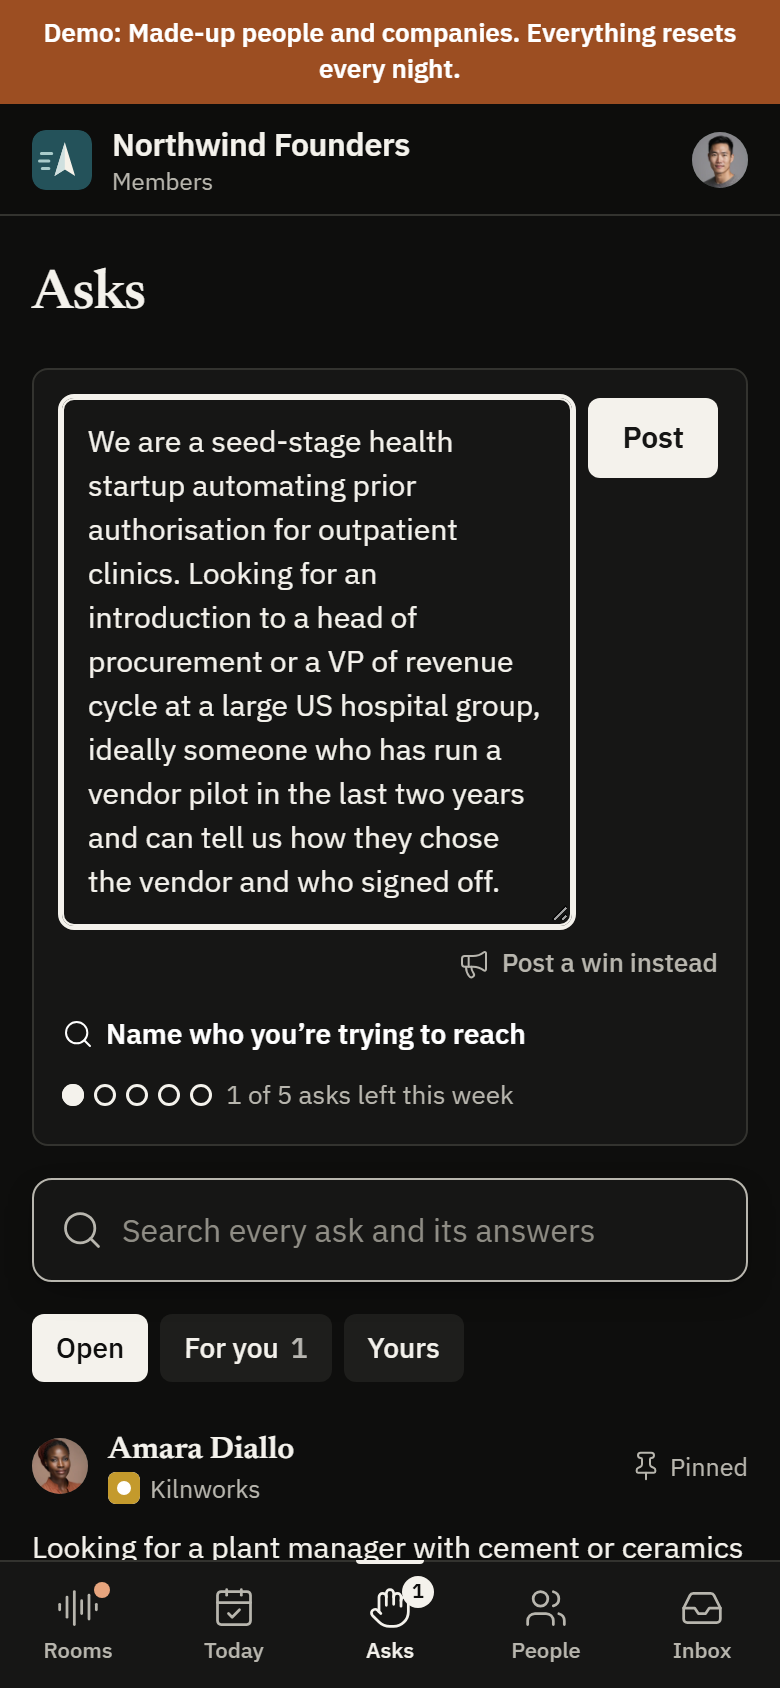 Demo: Made-up people and companies. Everything resets
every night.
Northwind Founders
Members
Asks
We are a seed-stage health
startup automating prior
authorisation for outpatient
clinics. Looking for an
introduction to a head of
procurement or a VP of revenue
cycle at a large US hospital group,
ideally someone who has run a
vendor pilot in the last two years
and can tell us how they chose
the vendor and who signed off.
Post
Post a win instead
Name who you’re trying to reach
1 of 5 asks left this week
Search every ask and its answers
Open
For you 1
Yours
Amara Diallo
Kilnworks
Pinned
Looking for a plant manager with cement or ceramics
Rooms
Today
1
Asks
People
Inbox